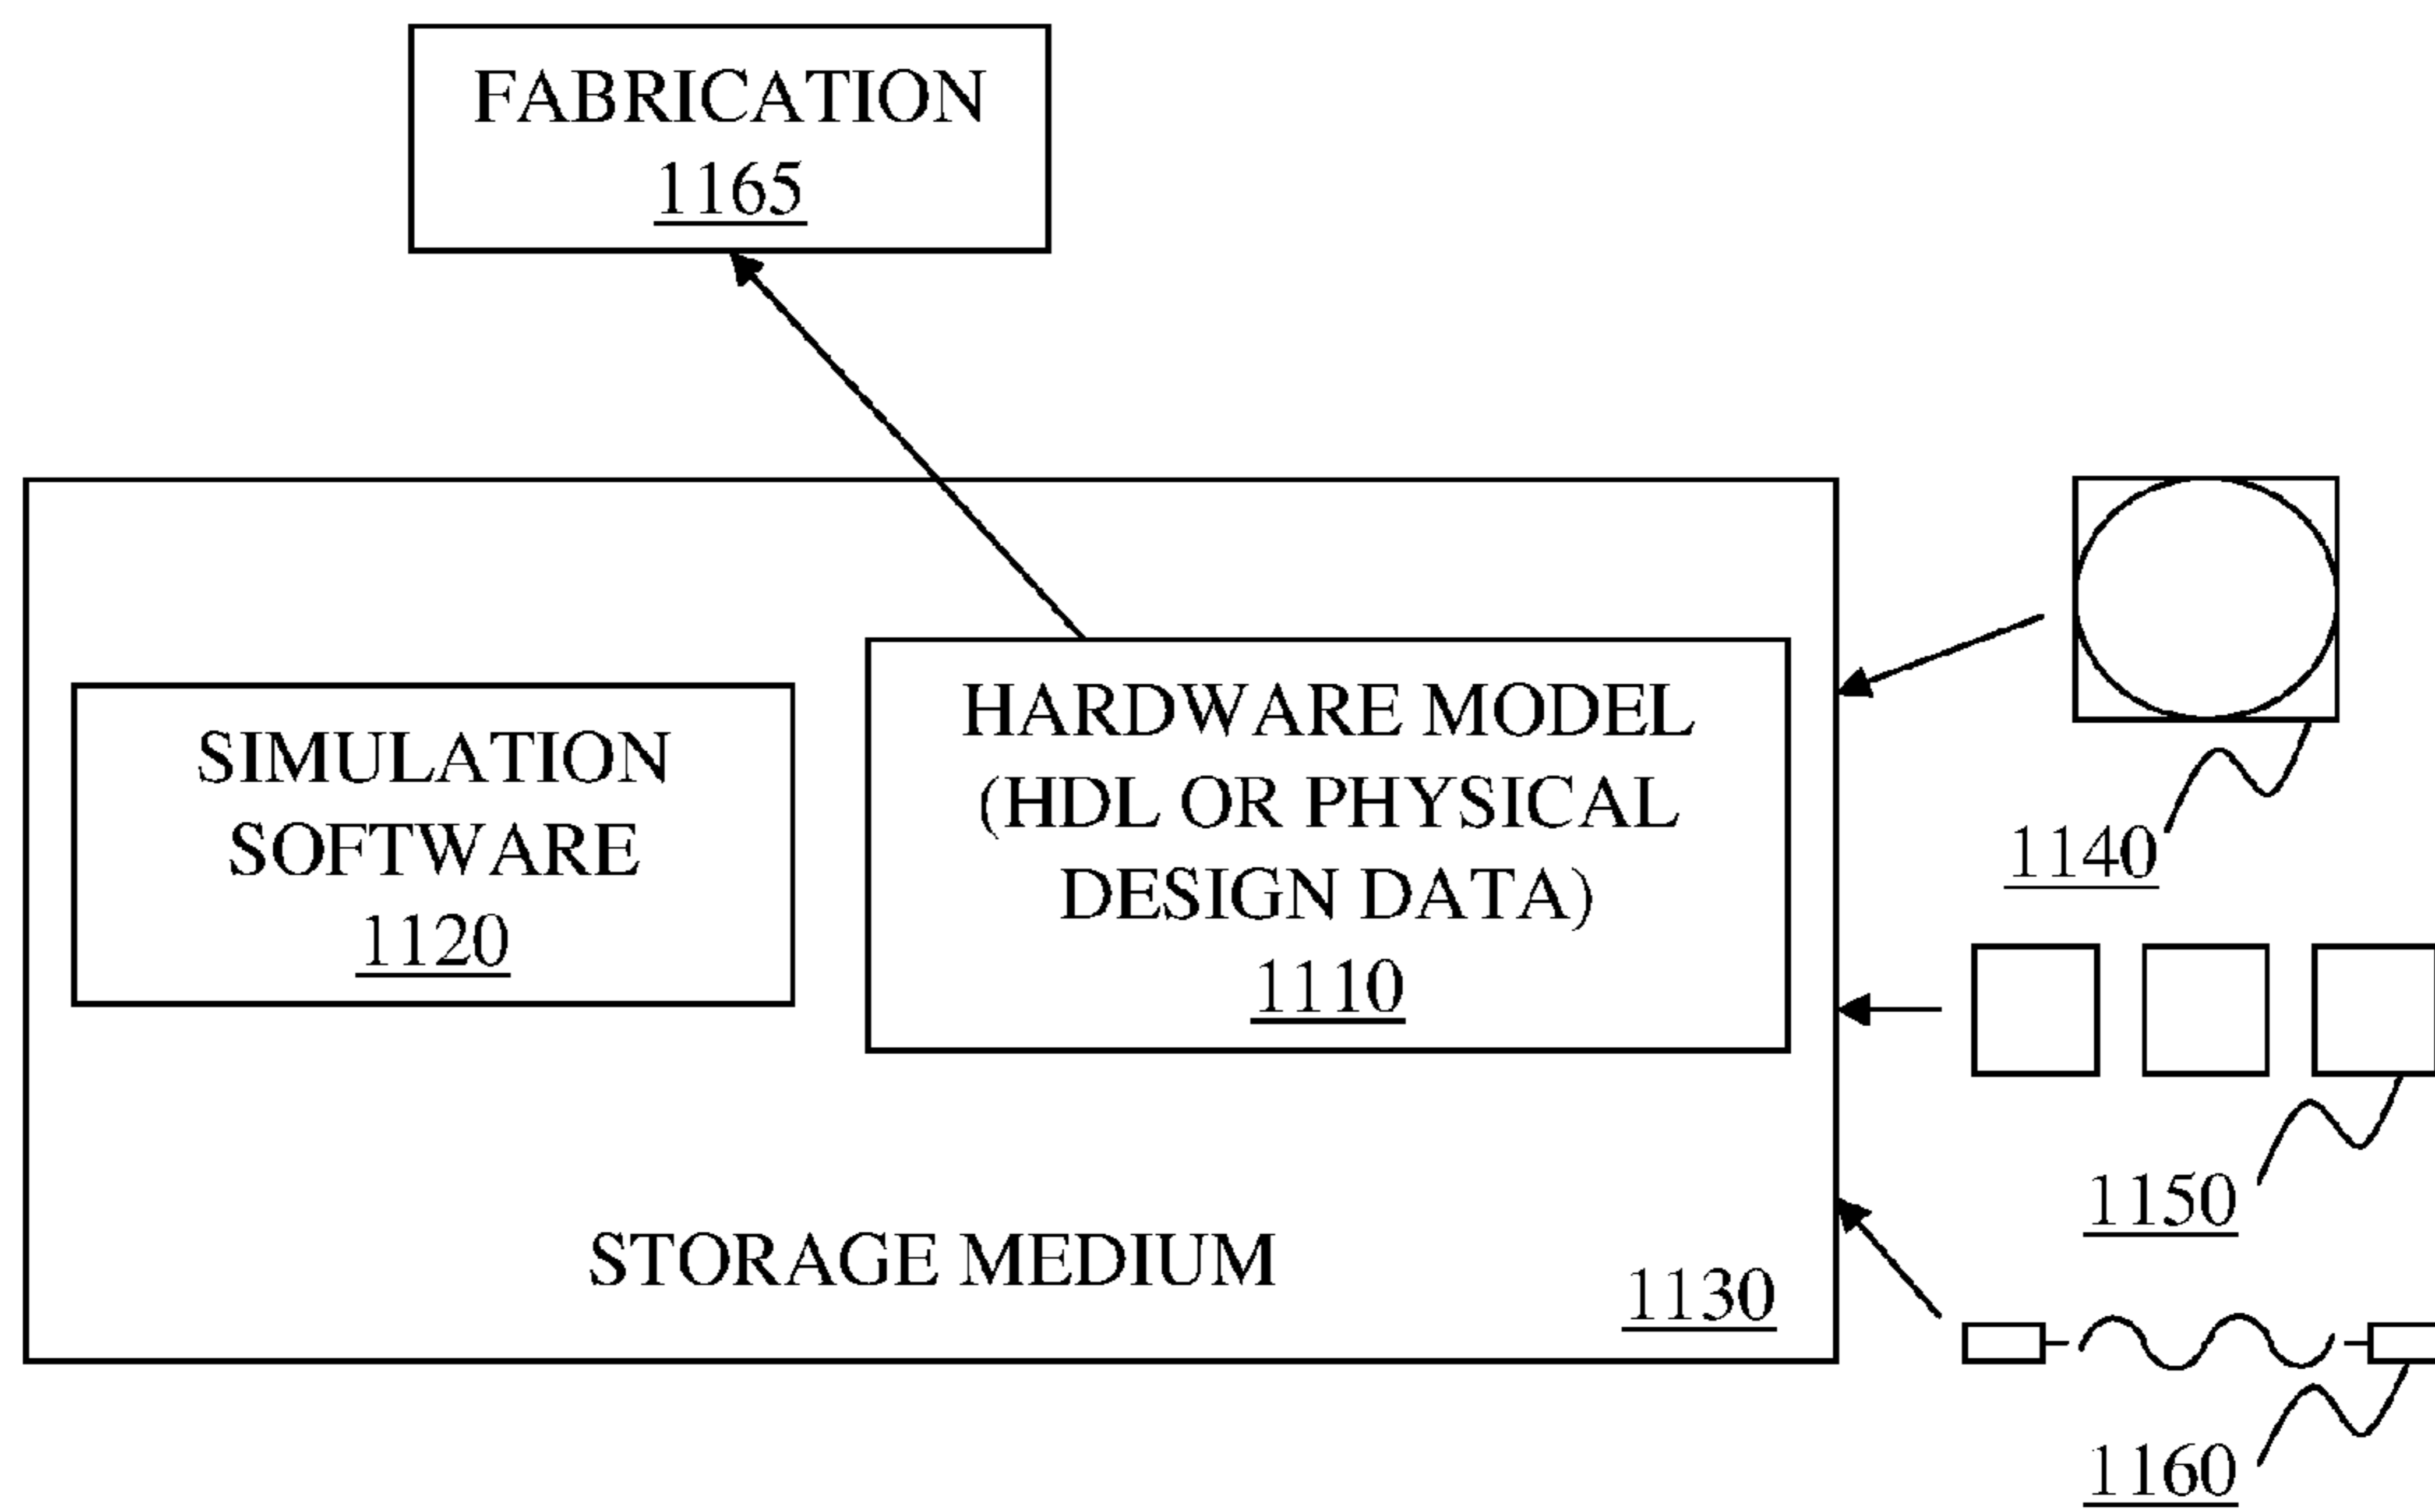 FABRICATION
1165
SIMULATION
SOFTWARE
1120
HARDWARE MODEL
(HDL OR PHYSICAL
DESIGN DATA)
1110
STORAGE MEDIUM
1130
1140
1150
1160